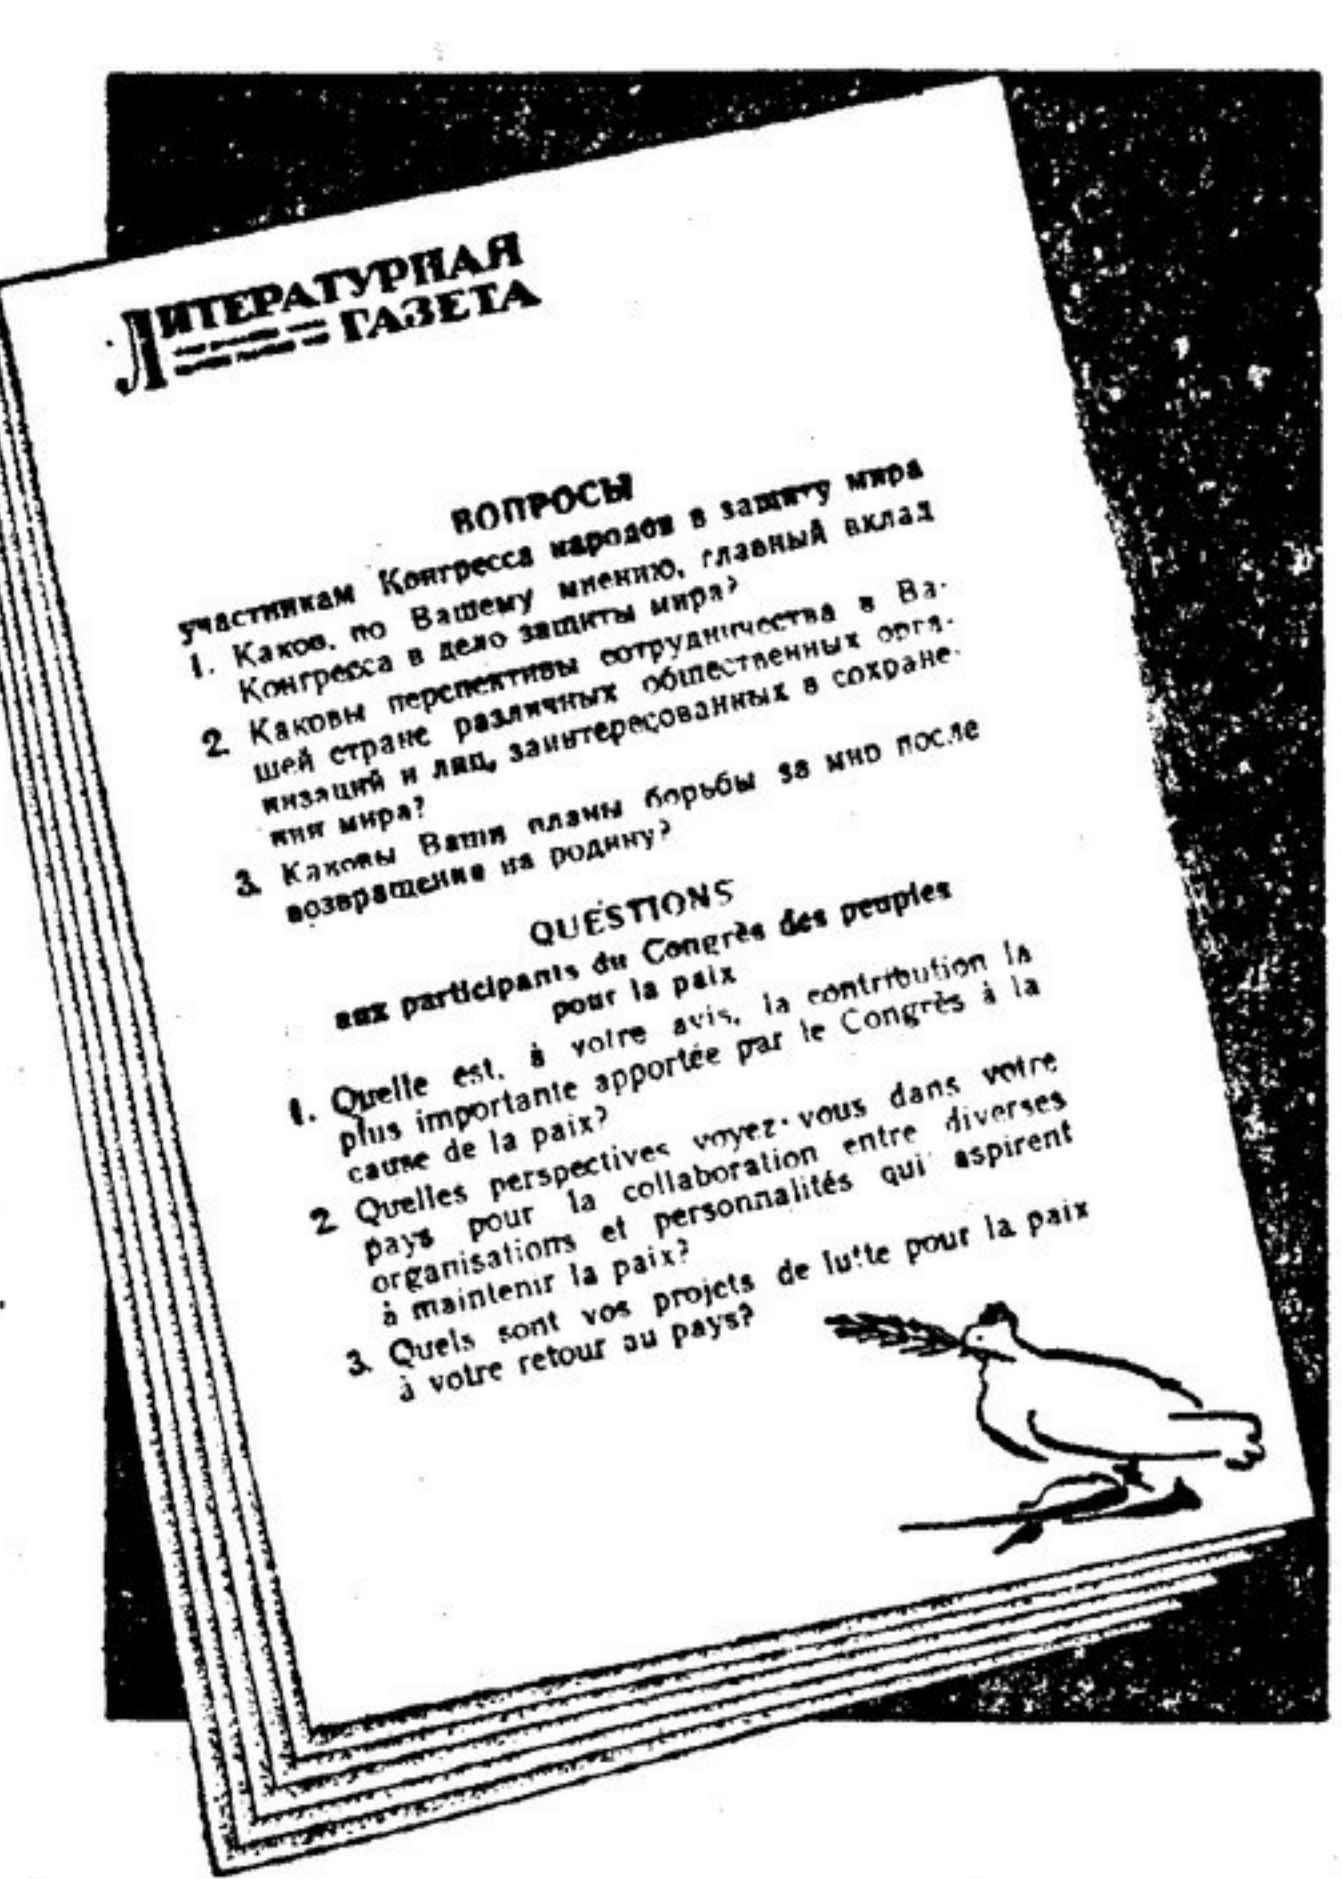 ЛИТЕРАТУРНАЯ
ГАЗЕТА
ВОПРОСЫ
участникам Конгресса народов в защиту мира
1. Каков, по Вашему мнению, главный вклад
Конгресса в дело защиты мира?
2. Каковы перспективы сотрудничества в Ва-
шей стране различных общественных орга-
низаций и лиц, заинтересованных в сохране-
нии мира?
3. Каковы Ваши планы борьбы за мир после
возвращения на родину?
QUESTIONS
aux participants du Congrès des peuples
pour la paix
1. Quelle est, à votre avis, la contribution la
plus importante apportée par le Congrès à la
cause de la paix?
2. Quelles perspectives voyez-vous dans votre
pays pour la collaboration entre diverses
organisations et personnalités qui aspirent
à maintenir la paix?
3. Quels sont vos projets de lutte pour la paix
à votre retour au pays?